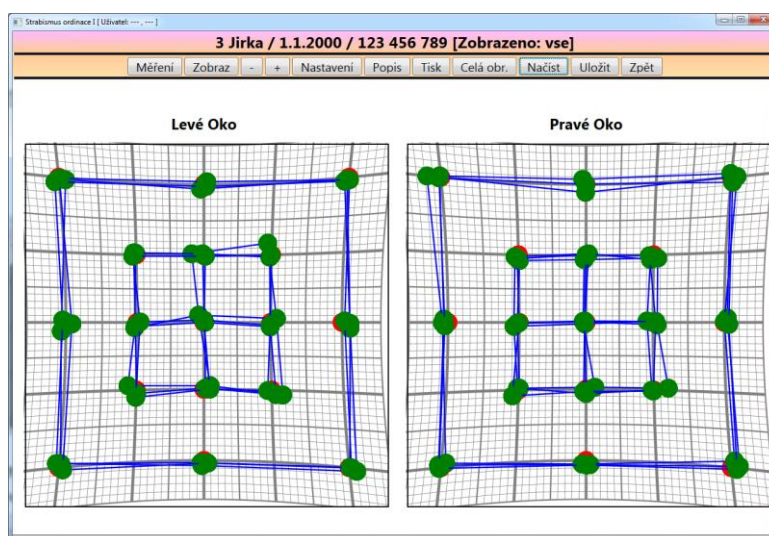 Strabismus ordinace I [ Uživatel: --- , --- ]
3 Jirka / 1.1.2000 / 123 456 789 [Zobrazeno: vse]
Měření Zobraz - + Nastavení Popis Tisk Celá obr. Načíst Uložit Zpět
Levé Oko Pravé Oko